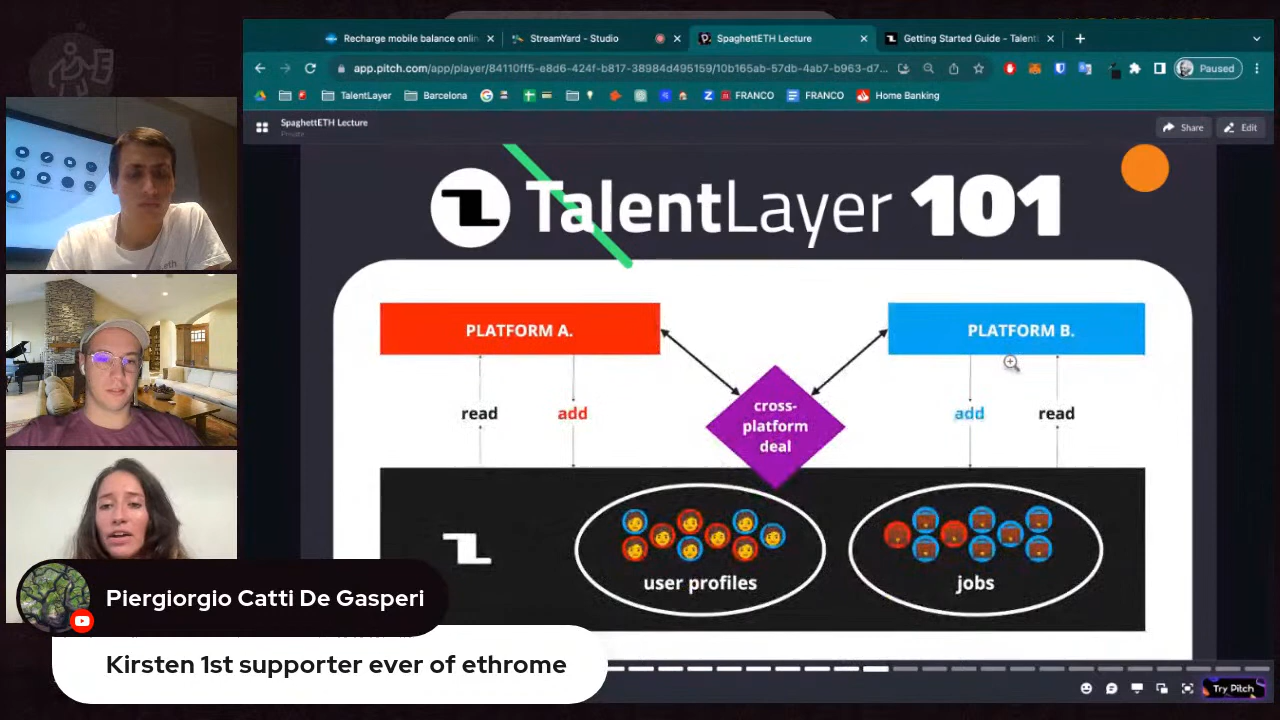 Recharge mobile balance onlin
StreamYard - Studio
SpaghettETH Lecture
Getting Started Guide - Talent
app.pitch.com/app/player/84110ff5-e8d6-424f-b817-38984d495159/10b165ab-57db-4ab7-b963-d7...
Paused
TalentLayer
Barcelona
FRANCO
FRANCO
Home Banking
SpaghettETH Lecture
Private
Share
Edit
TalentLayer 101
PLATFORM A.
PLATFORM B.
read
add
cross-
platform
deal
add
read
user profiles
jobs
Piergiorgio Catti De Gasperi
Kirsten 1st supporter ever of ethrome
Try Pitch